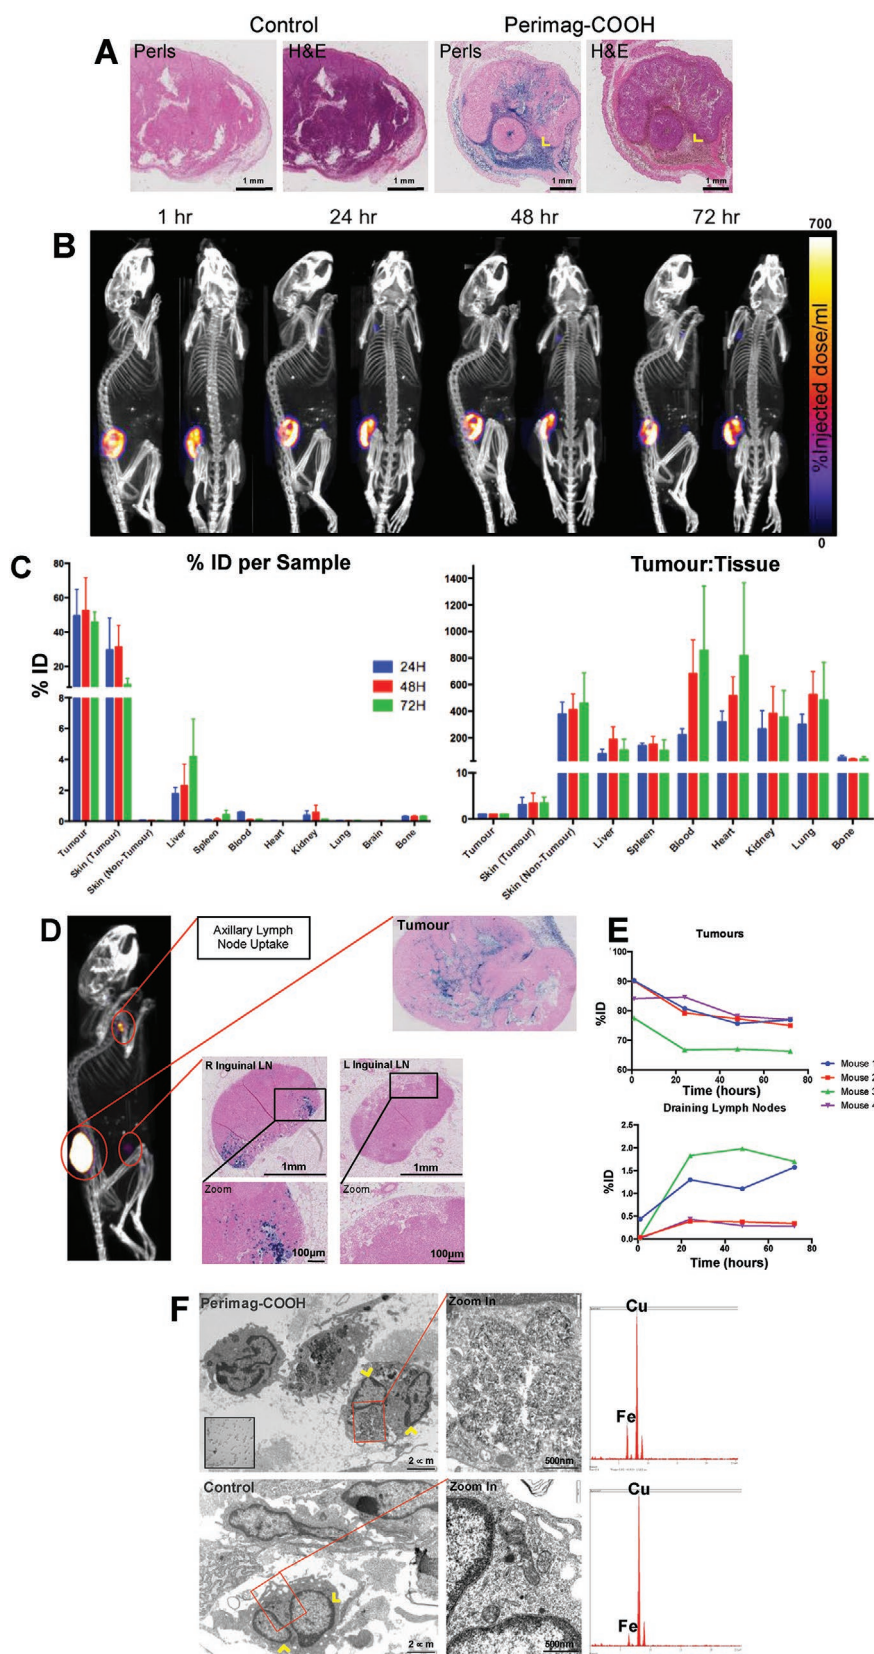 Control Perimag-COOH
A Perls H&E Perls H&E
1 mm 1 mm 1 mm 1 mm
1 hr 24 hr 48 hr 72 hr
B
700
%Injected dose/ml
0
C % ID per Sample Tumour:Tissue
% ID
80
60
40
20
8
6
4
2
0
24H
48H
72H
Tumour
Skin (Tumour)
Skin (Non-Tumour)
Liver
Spleen
Blood
Heart
Kidney
Lung
Brain
Bone
1400
1200
1000
800
600
400
200
10
0
Tumour
Skin (Tumour)
Skin (Non-Tumour)
Liver
Spleen
Blood
Heart
Kidney
Lung
Bone
D
Axillary Lymph
Node Uptake
Tumour
R Inguinal LN L Inguinal LN
1mm 1mm
Zoom Zoom
100µm 100µm
E
Tumours
%ID
100
90
80
70
60
0 20 40 60 80
Time (hours)
Mouse 1
Mouse 2
Mouse 3
Mouse 4
Draining Lymph Nodes
%ID
2.5
2.0
1.5
1.0
0.5
0.0
0 20 40 60 80
Time (hours)
F Perimag-COOH Zoom In
Cu
Fe
2 ∝ m 500nm
Control Zoom In
Cu
Fe
2 ∝ m 500nm